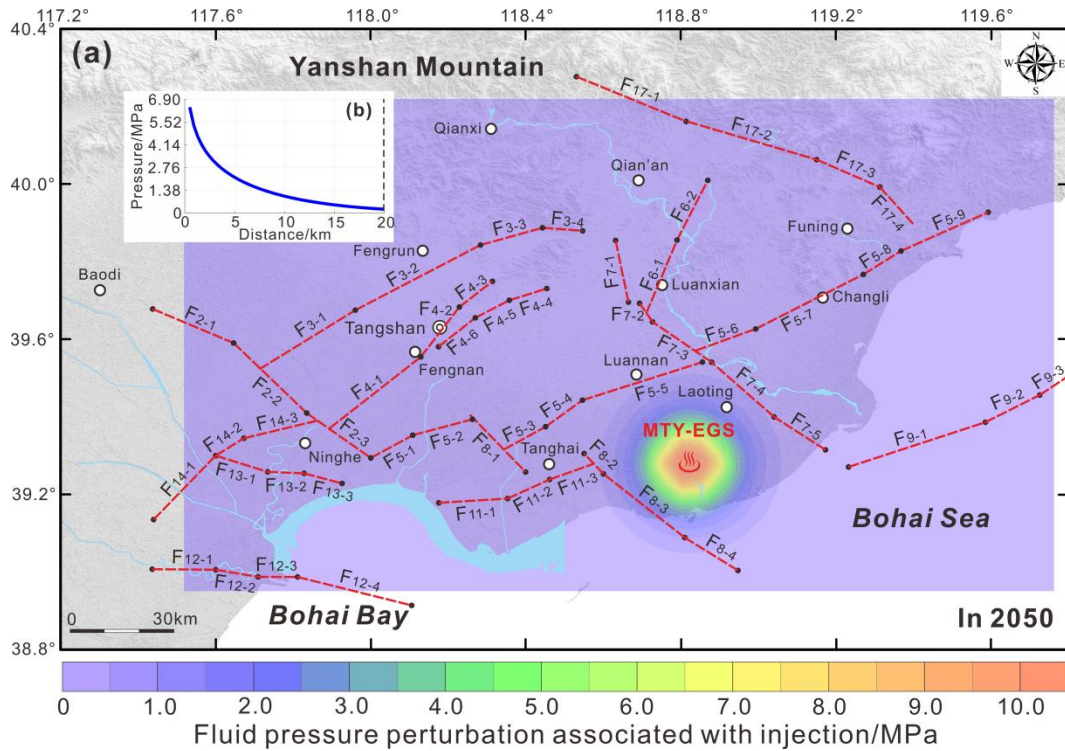 117.2° 117.6° 118.0° 118.4° 118.8° 119.2° 119.6°
40.4°
40.0°
39.6°
39.2°
38.8°
(a)
Yanshan Mountain
N
W E
S
(b)
Pressure/MPa
6.90
5.52
4.14
2.76
1.38
0
0 5 10 15 20
Distance/km
Qianxi
Qian'an
Funing
Fengrun
Baodi
Luanxian
Changli
Tangshan
Fengnan
Luannan
Laoting
Ninghe
Tanghai
MTY-EGS
F17-1
F17-2
F17-3
F17-4
F6-2
F6-1
F5-9
F5-8
F5-7
F5-6
F3-4
F3-3
F3-2
F3-1
F7-1
F7-2
F7-3
F7-4
F7-5
F4-3
F4-2
F4-4
F4-5
F4-6
F4-1
F2-1
F2-2
F2-3
F5-5
F5-4
F5-3
F5-2
F5-1
F9-3
F9-2
F9-1
F14-3
F14-2
F14-1
F13-1
F13-2
F13-3
F8-1
F8-2
F8-3
F8-4
F11-1
F11-2
F11-3
F12-1
F12-2
F12-3
F12-4
Bohai Sea
Bohai Bay
In 2050
0 30km
0 1.0 2.0 3.0 4.0 5.0 6.0 7.0 8.0 9.0 10.0
Fluid pressure perturbation associated with injection/MPa